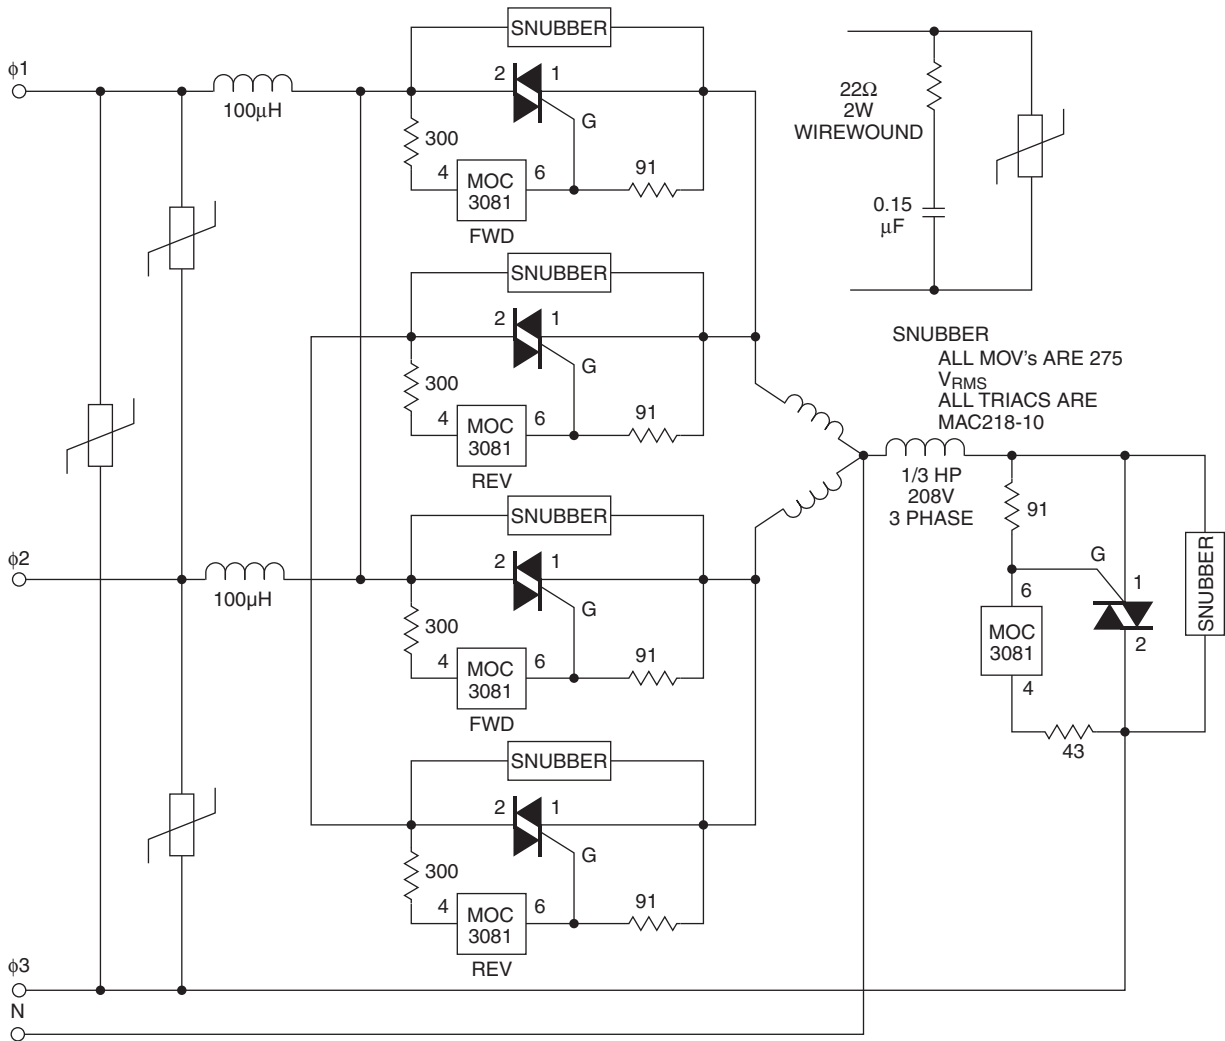 φ1
100μH
SNUBBER
2 1
G
300
4
MOC
3081
6
91
FWD
SNUBBER
2 1
G
300
4
MOC
3081
6
91
REV
φ2
100μH
SNUBBER
2 1
G
300
4
MOC
3081
6
91
FWD
SNUBBER
2 1
G
300
4
MOC
3081
6
91
REV
φ3
N
22Ω
2W
WIREWOUND
0.15
μF
SNUBBER
ALL MOV's ARE 275
VRMS
ALL TRIACS ARE
MAC218-10
1/3 HP
208V
3 PHASE
91
G
1
2
6
MOC
3081
4
43
SNUBBER